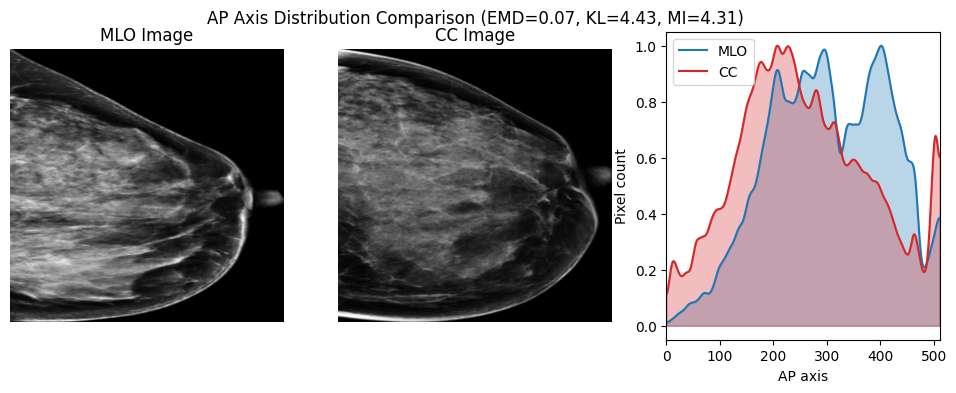 AP Axis Distribution Comparison (EMD=0.07, KL=4.43, MI=4.31)
MLO Image
CC Image
MLO
CC
Pixel count
1.0
0.8
0.6
0.4
0.2
0.0
0 100 200 300 400 500
AP axis